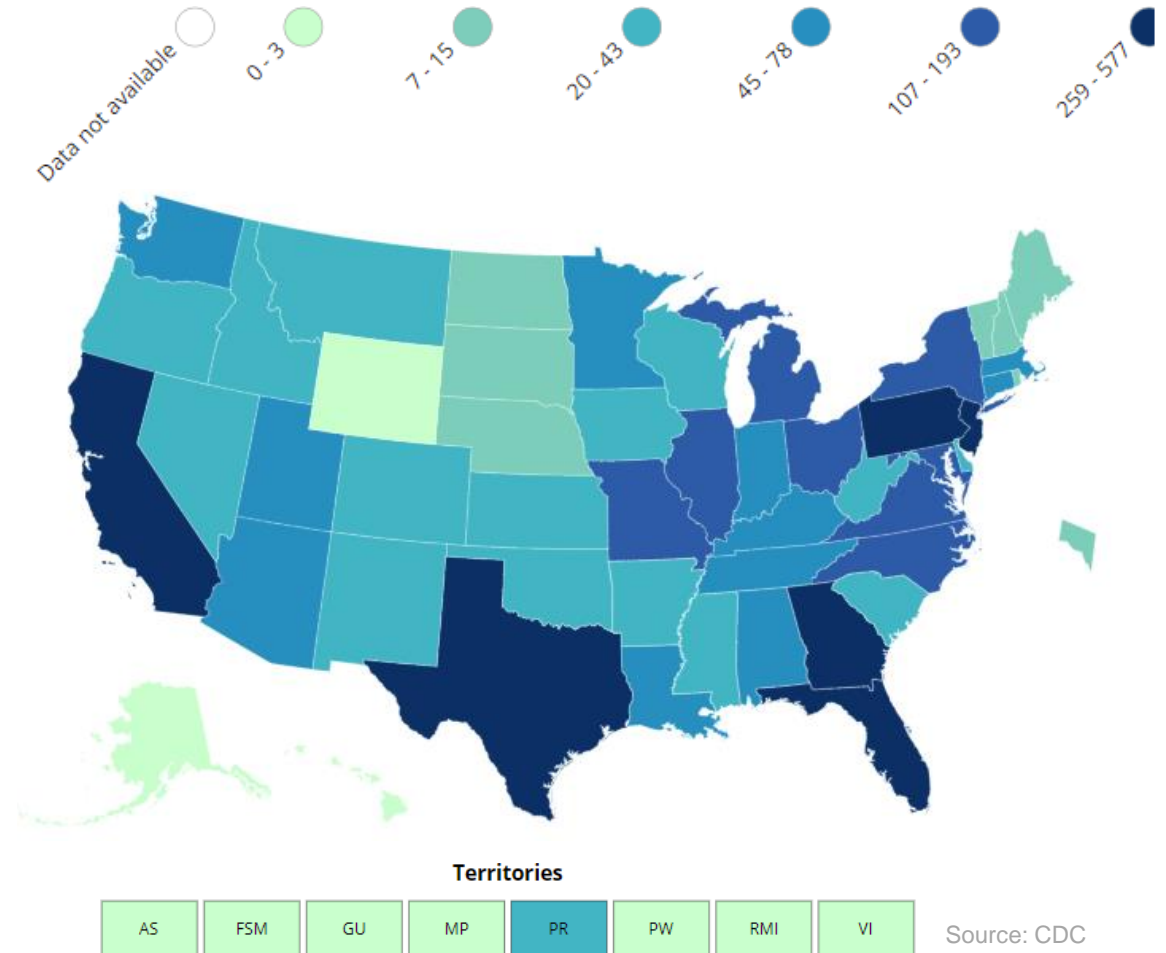 Data not available
0 - 3
7 - 15
20 - 43
45 - 78
107 - 193
259 - 577
Territories
AS
FSM
GU
MP
PR
PW
RMI
VI
Source: CDC